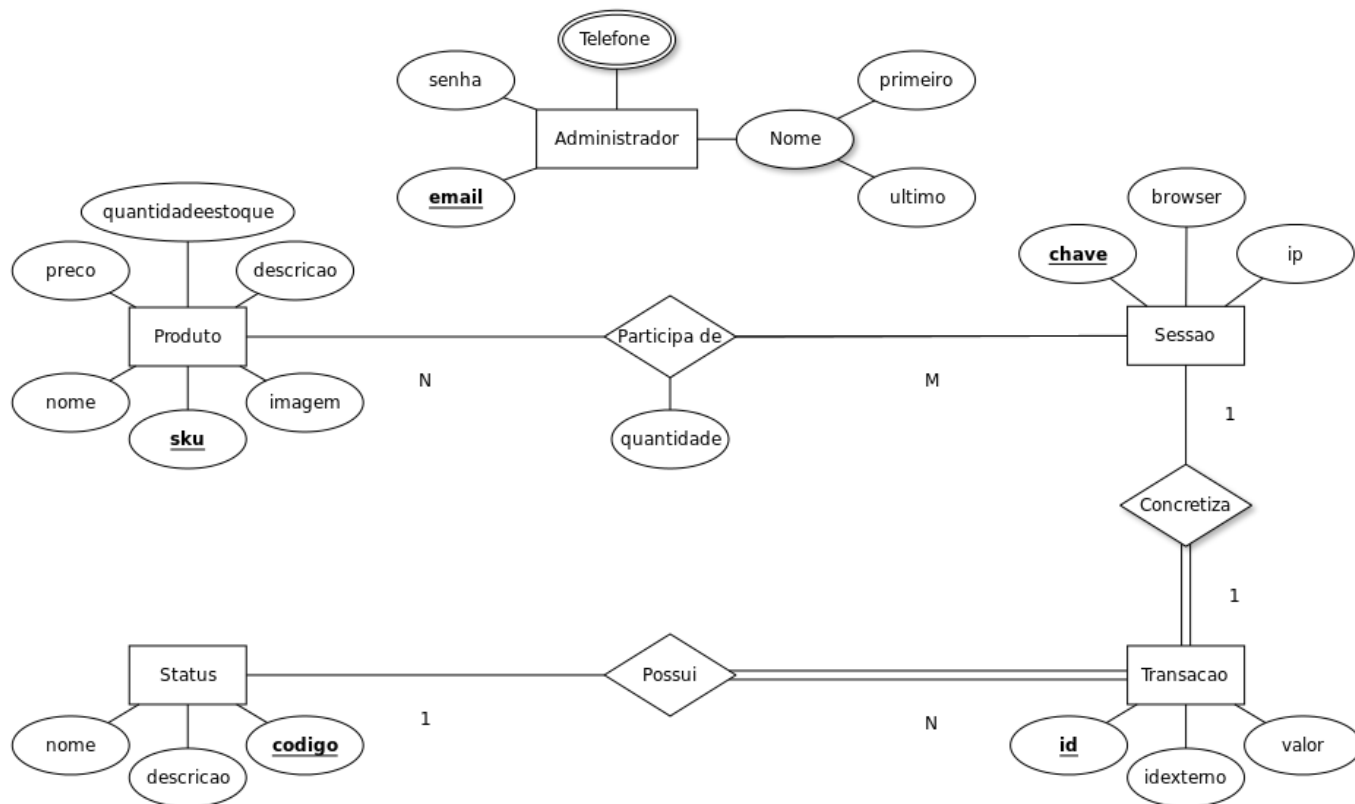 Telefone
senha
primeiro
Administrador
Nome
email
ultimo
quantidadeestoque
browser
preco
descricao
chave
ip
Produto
Participa de
Sessao
N
M
nome
imagem
sku
quantidade
1
Concretiza
1
Status
Possui
Transacao
1
N
nome
codigo
descricao
id
valor
idexterno